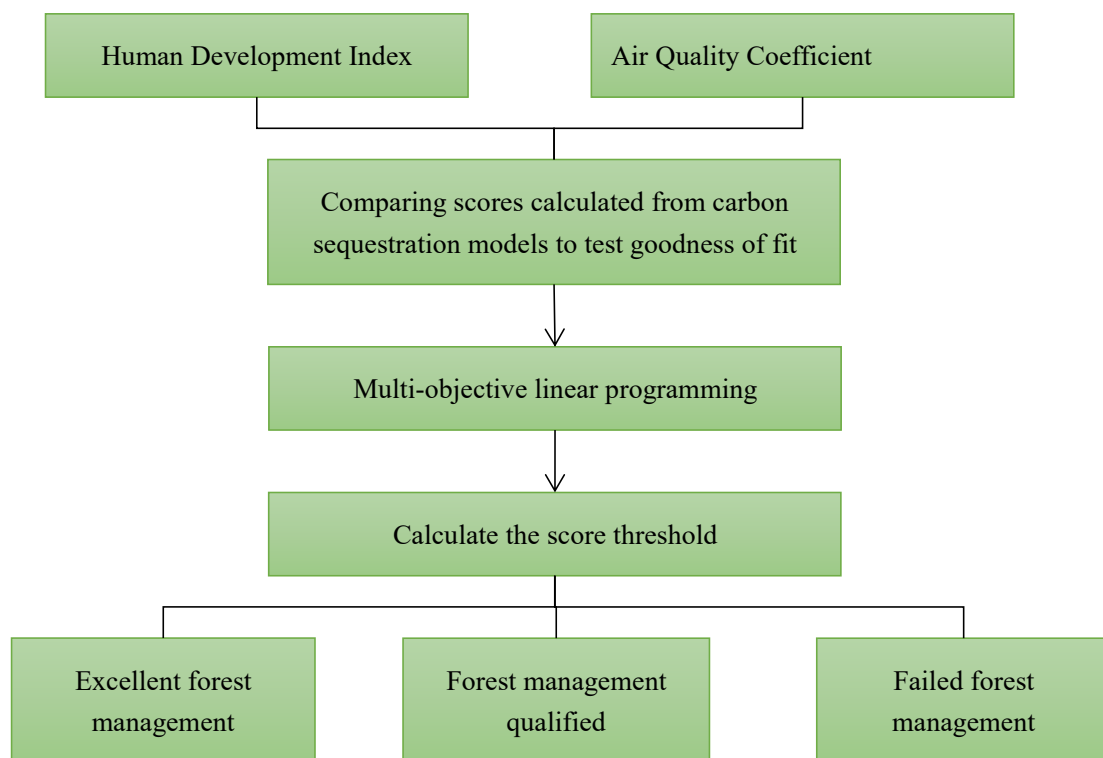 Human Development Index
Air Quality Coefficient
Comparing scores calculated from carbon
sequestration models to test goodness of fit
Multi-objective linear programming
Calculate the score threshold
Excellent forest
management
Forest management
qualified
Failed forest
management